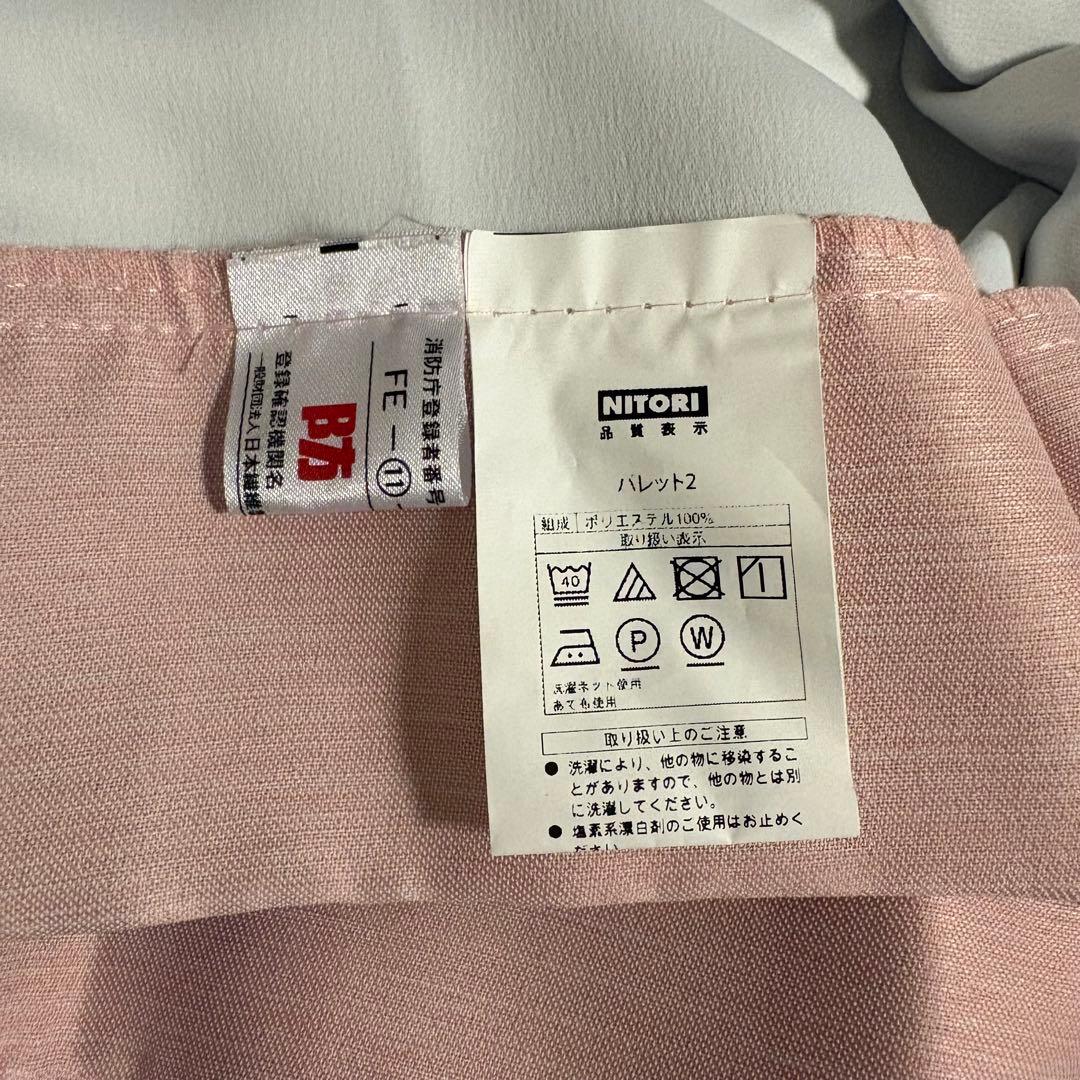 消防庁登録者番号
FE－⑪
防
登録確認機関名
一般財団法人日本繊維
NITORI
品質表示
パレット2
組成 ポリエステル100%
取り扱い表示
40
P W
洗濯ネット使用
あて布使用
取り扱い上のご注意
● 洗濯により、他の物に移染するこ
とがありますので、他の物とは別
に洗濯してください。
● 塩素系漂白剤のご使用はお止めく
ださい